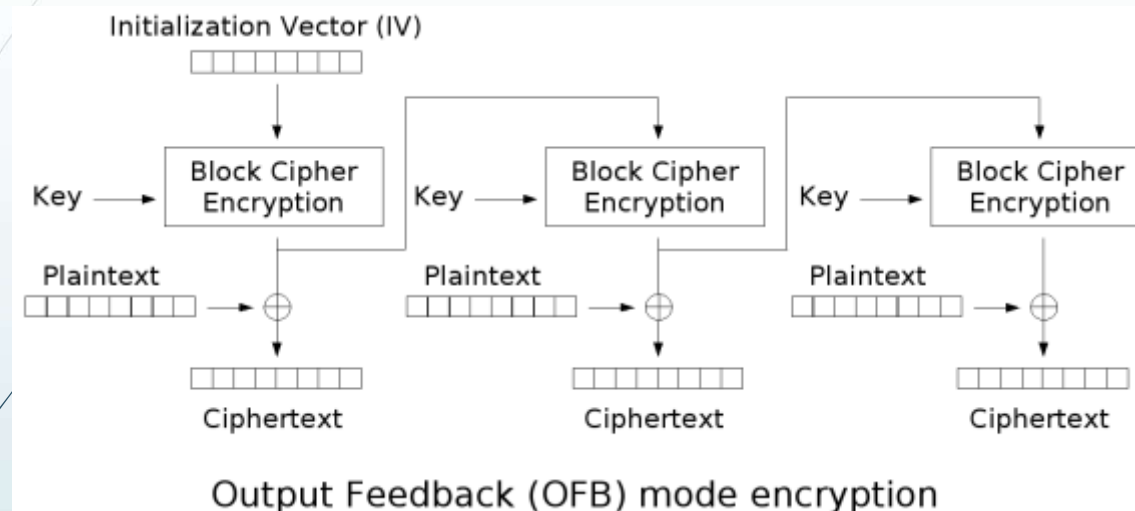 Initialization Vector (IV)
Key
Block Cipher
Encryption
Key
Block Cipher
Encryption
Key
Block Cipher
Encryption
Plaintext
Plaintext
Plaintext
Ciphertext
Ciphertext
Ciphertext
Output Feedback (OFB) mode encryption